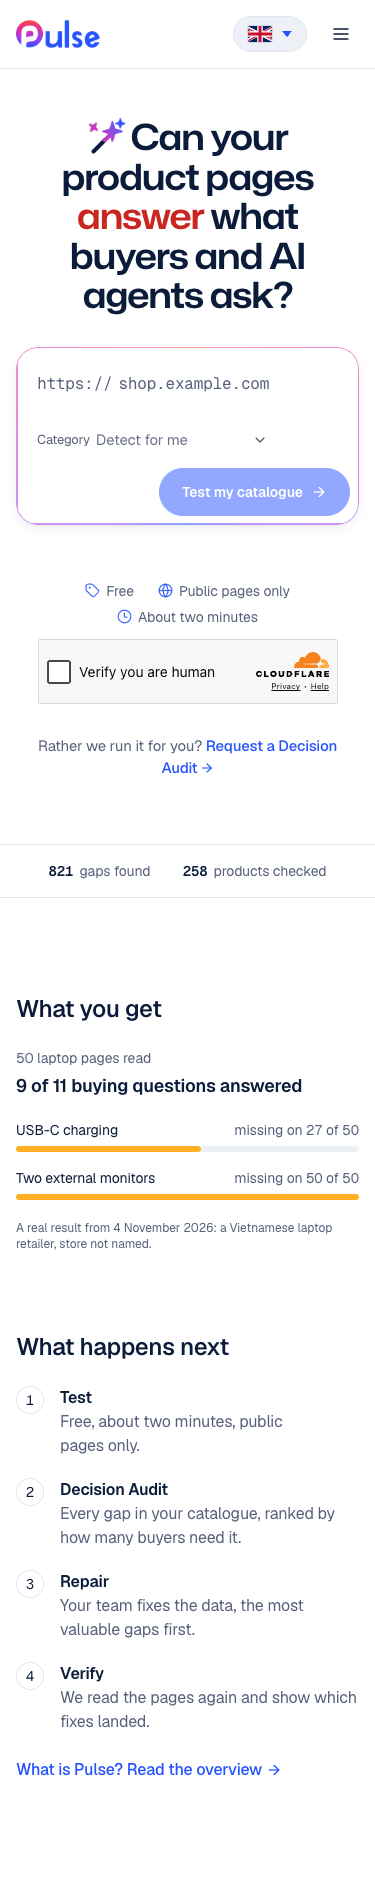 Pulse
Can your
product pages
answer what
buyers and AI
agents ask?
https:// shop.example.com
Category Detect for me
Test my catalogue →
Free Public pages only
About two minutes
Verify you are human
CLOUDFLARE
Privacy • Help
Rather we run it for you? Request a Decision
Audit →
821 gaps found 258 products checked
What you get
50 laptop pages read
9 of 11 buying questions answered
USB-C charging missing on 27 of 50
Two external monitors missing on 50 of 50
A real result from 4 November 2026: a Vietnamese laptop
retailer, store not named.
What happens next
1 Test
Free, about two minutes, public
pages only.
2 Decision Audit
Every gap in your catalogue, ranked by
how many buyers need it.
3 Repair
Your team fixes the data, the most
valuable gaps first.
4 Verify
We read the pages again and show which
fixes landed.
What is Pulse? Read the overview →